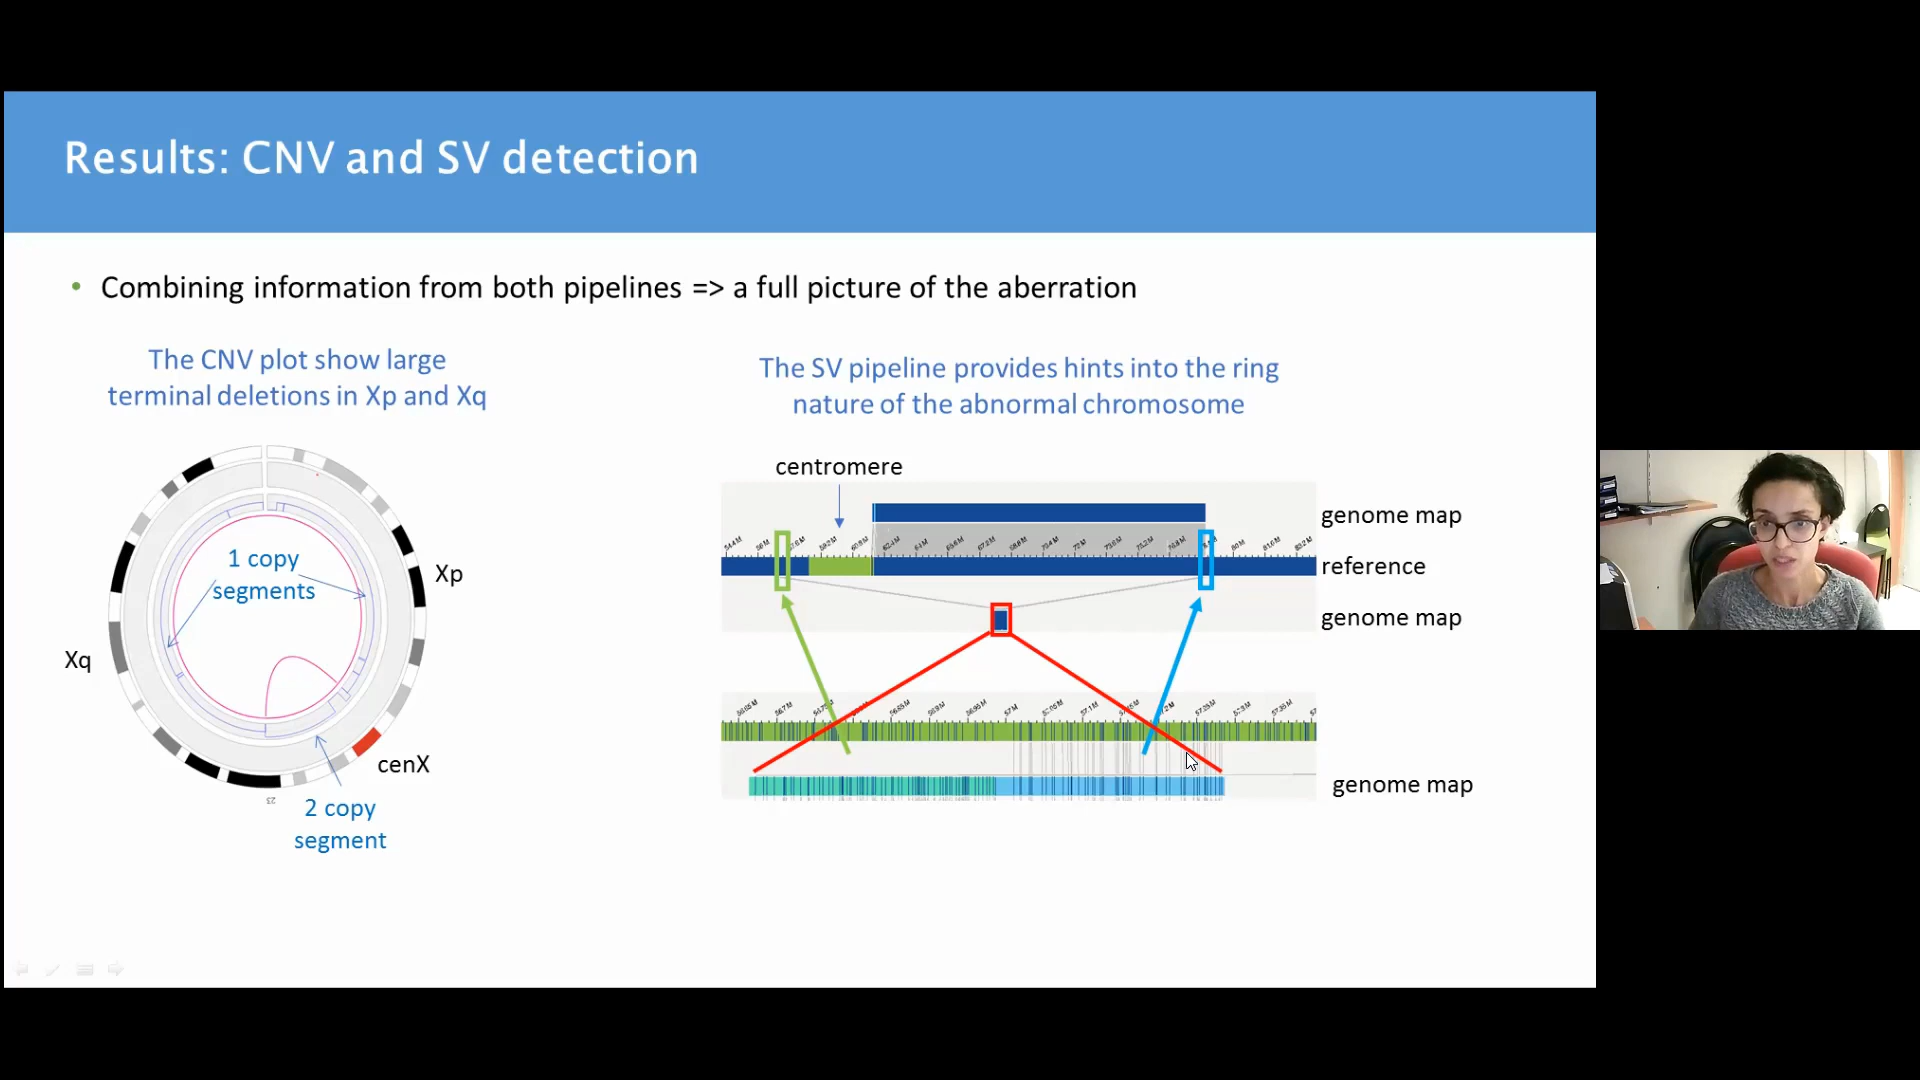 Results: CNV and SV detection
• Combining information from both pipelines => a full picture of the aberration
The CNV plot show large
terminal deletions in Xp and Xq
1 copy
segments
Xp
Xq
cenX
23
2 copy
segment
The SV pipeline provides hints into the ring
nature of the abnormal chromosome
centromere
genome map
reference
genome map
genome map